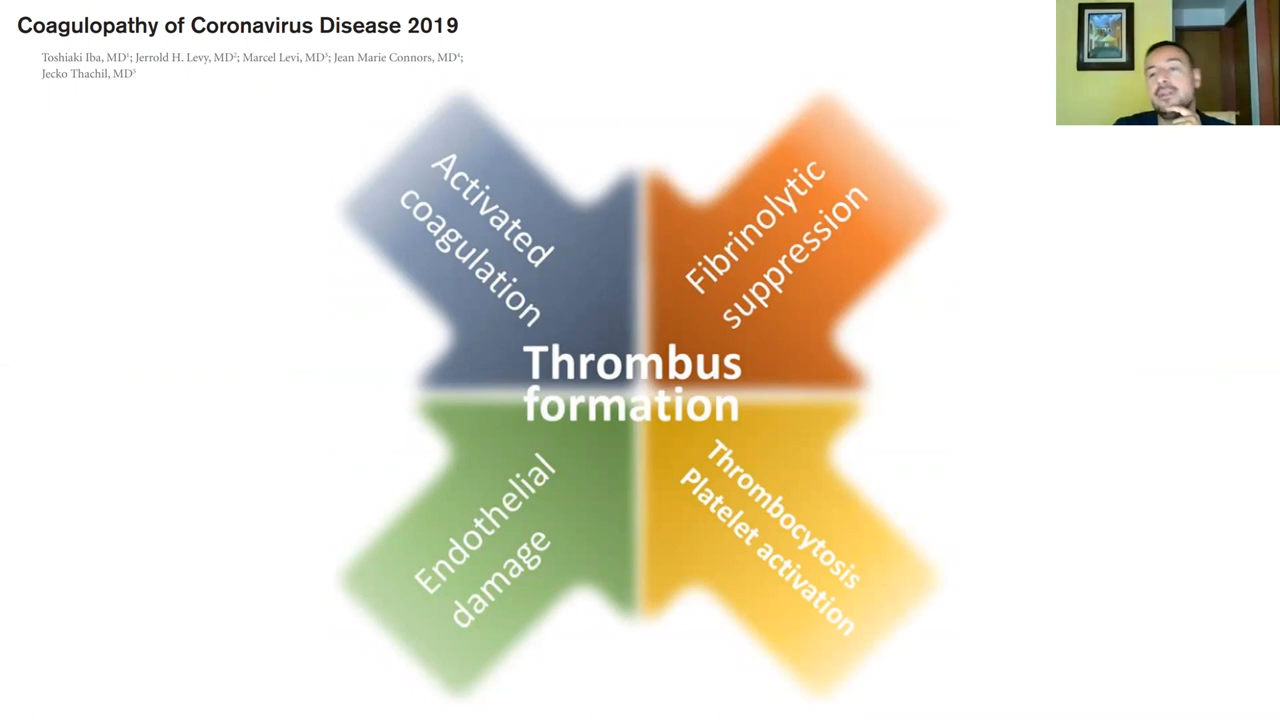 Coagulopathy of Coronavirus Disease 2019
Toshiaki Iba, MD¹; Jerrold H. Levy, MD²; Marcel Levi, MD³; Jean Marie Connors, MD⁴;
Jecko Thachil, MD⁵
Activated
coagulation
Fibrinolytic
suppression
Thrombus
formation
Endothelial
damage
Thrombocytosis
Platelet activation